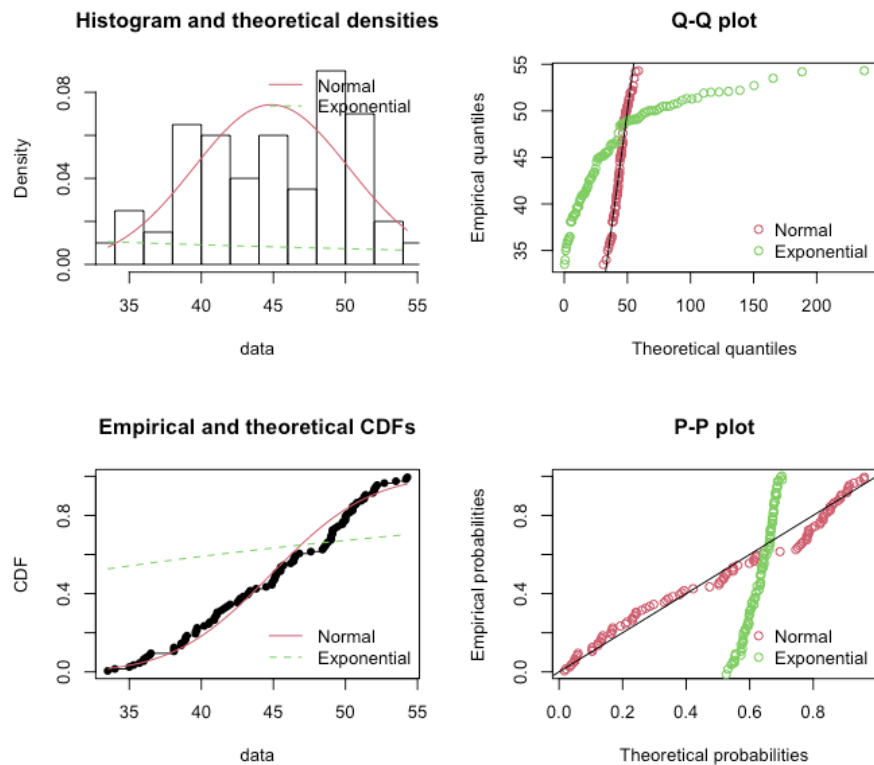 Histogram and theoretical densities
Normal
Exponential
Density
0.00
0.04
0.08
35 40 45 50 55
data
Q-Q plot
Empirical quantiles
35 40 45 50 55
Normal
Exponential
0 50 100 150 200
Theoretical quantiles
Empirical and theoretical CDFs
CDF
0.0 0.4 0.8
Normal
Exponential
35 40 45 50 55
data
P-P plot
Empirical probabilities
0.0 0.4 0.8
Normal
Exponential
0.0 0.2 0.4 0.6 0.8
Theoretical probabilities